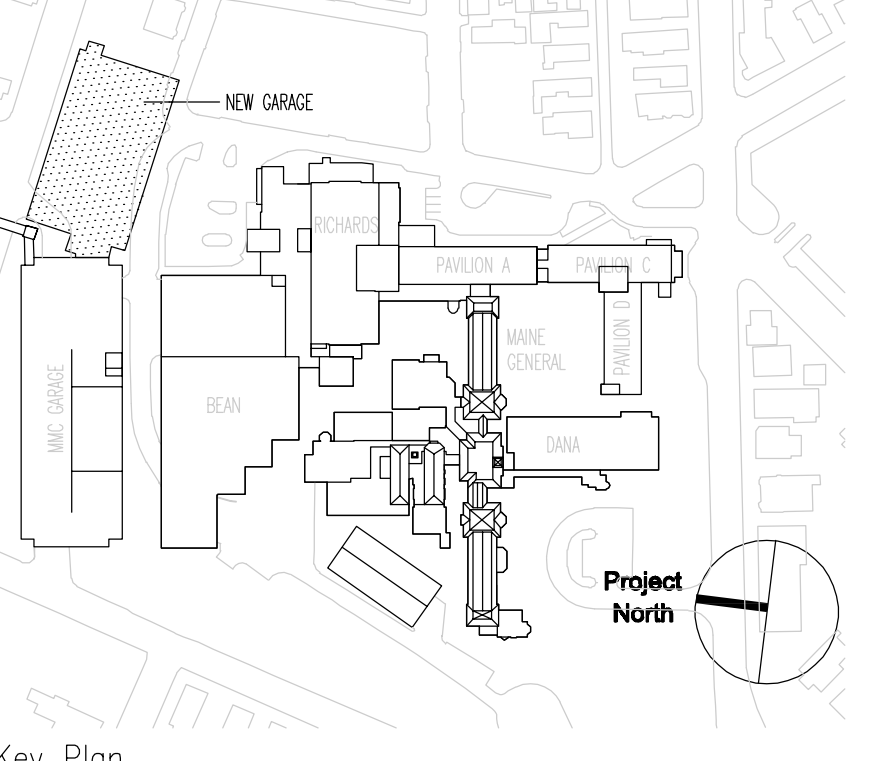 NEW GARAGE
RICHARDS
PAVILION A
PAVILION C
PAVILION D
MAINE
GENERAL
MMC GARAGE
BEAN
DANA
Project
North
Key Plan